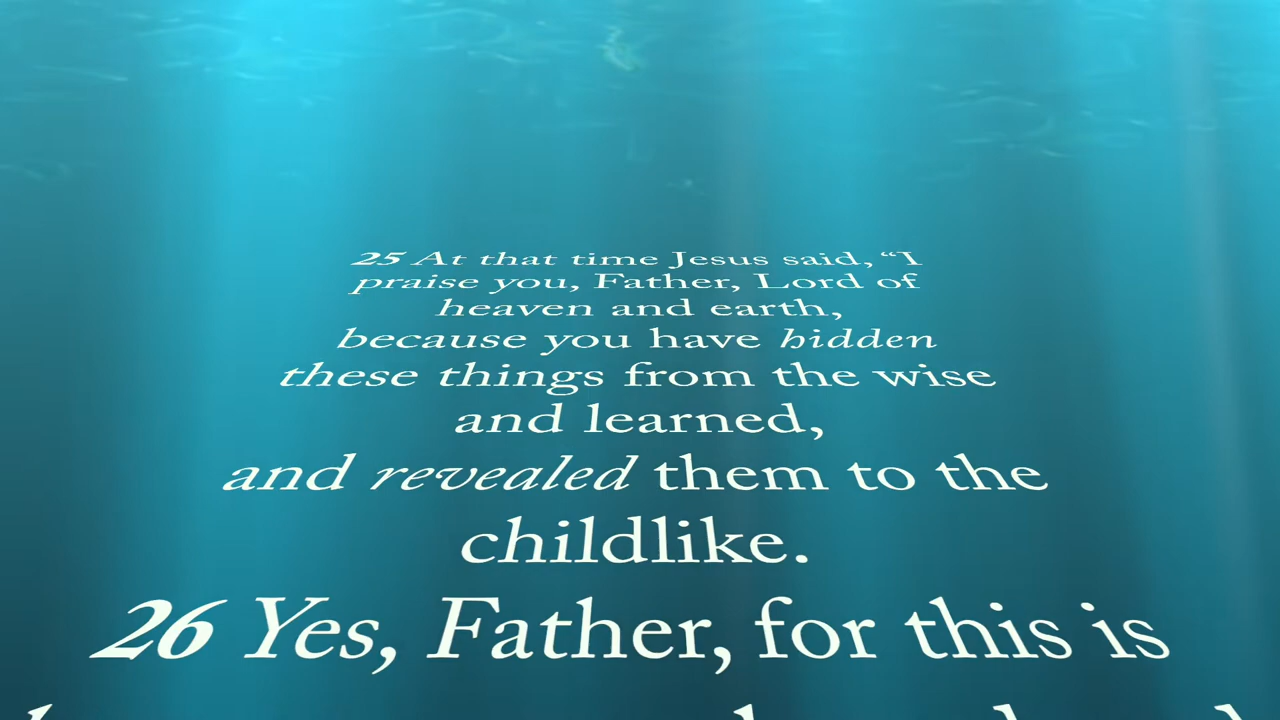 25 At that time Jesus said, “I
praise you, Father, Lord of
heaven and earth,
because you have hidden
these things from the wise
and learned,
and revealed them to the
childlike.
26 Yes, Father, for this is